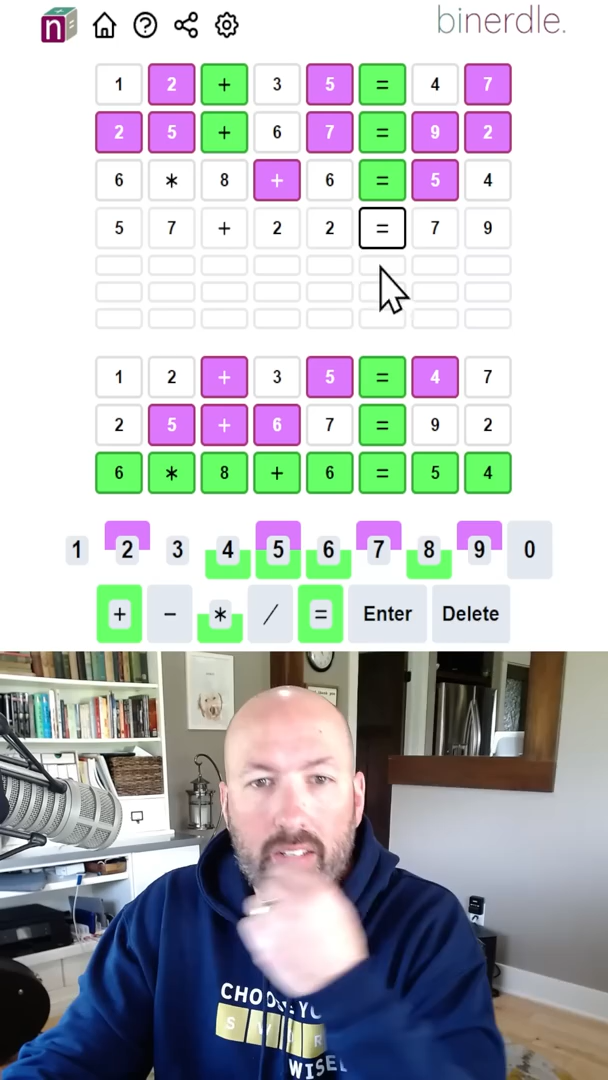 n binerdle.
1 2 + 3 5 = 4 7
2 5 + 6 7 = 9 2
6 * 8 + 6 = 5 4
5 7 + 2 2 = 7 9
1 2 + 3 5 = 4 7
2 5 + 6 7 = 9 2
6 * 8 + 6 = 5 4
1 2 3 4 5 6 7 8 9 0
+ - * / = Enter Delete